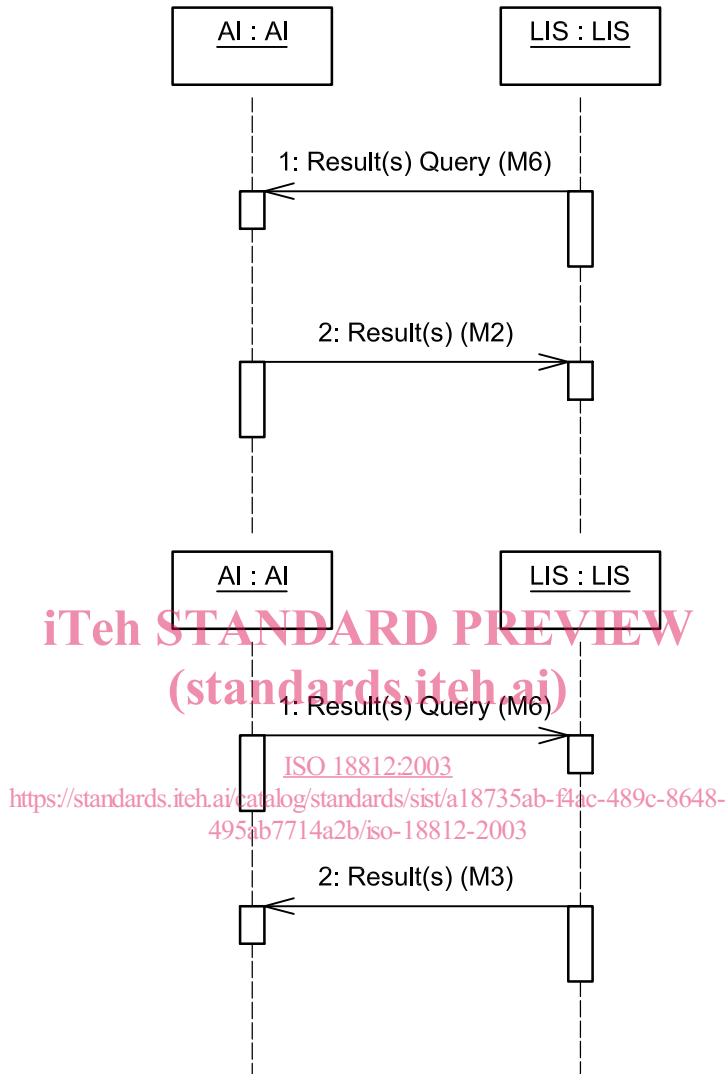 AI : AI
LIS : LIS
1: Result(s) Query (M6)
2: Result(s) (M2)
AI : AI
LIS : LIS
iTeh STANDARD PREVIEW
(standards.iteh.ai)
1: Result(s) Query (M6)
ISO 18812:2003
https://standards.iteh.ai/catalog/standards/sist/a18735ab-f4ac-489c-8648-
495ab7714a2b/iso-18812-2003
2: Result(s) (M3)